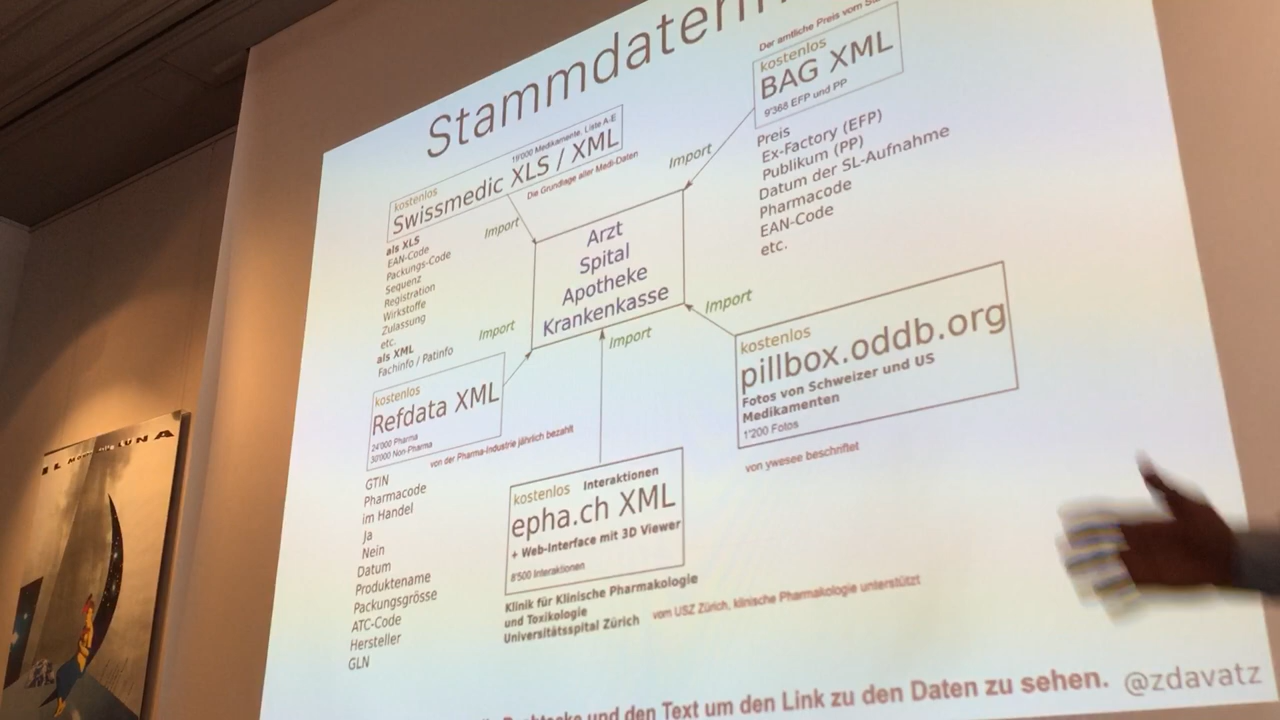 Stammdaten
Der amtliche Preis vom
kostenlos
BAG XML
9'368 EFP und PP
Preis
Ex-Factory (EFP)
Publikum (PP)
Datum der SL-Aufnahme
Pharmacode
EAN-Code
etc.
Import
19'000 Medikamente, Liste A-E
kostenlos
Swissmedic XLS / XML
Die Grundlage aller Medi-Daten
Import
als XLS
EAN-Code
Packungs-Code
Sequenz
Registration
Wirkstoffe
Zulassung
etc.
als XML
Fachinfo / Patinfo
Arzt
Spital
Apotheke
Krankenkasse
Import
Import
Import
kostenlos
pillbox.oddb.org
Fotos von Schweizer und US
Medikamenten
1'200 Fotos
von ywesee beschriftet
kostenlos
Refdata XML
24'000 Pharma
30'000 Non-Pharma
von der Pharma-Industrie jährlich bezahlt
GTIN
Pharmacode
im Handel
Ja
Nein
Datum
Produktename
Packungsgrösse
ATC-Code
Hersteller
GLN
kostenlos Interaktionen
epha.ch XML
+ Web-Interface mit 3D Viewer
8'500 Interaktionen
Klinik für Klinische Pharmakologie
und Toxikologie
Universitätsspital Zürich
vom USZ Zürich, klinische Pharmalkologie unterstützt
und den Text um den Link zu den Daten zu sehen.
@zdavatz
LUNA